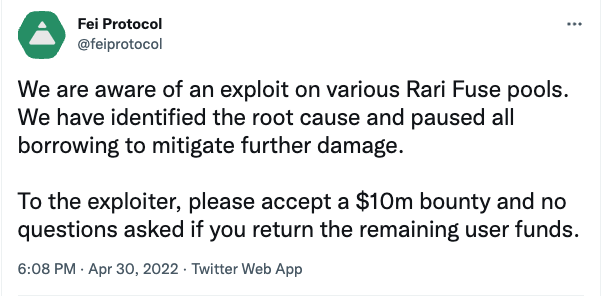 Fei Protocol
@feiprotocol
We are aware of an exploit on various Rari Fuse pools.
We have identified the root cause and paused all
borrowing to mitigate further damage.
To the exploiter, please accept a $10m bounty and no
questions asked if you return the remaining user funds.
6:08 PM · Apr 30, 2022 · Twitter Web App